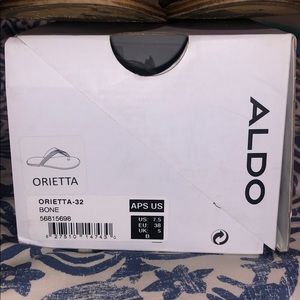 ALDO
ORIETTA
ORIETTA-32
BONE
56815698
APS US
US: 7.5
EU: 38
UK: 5
B